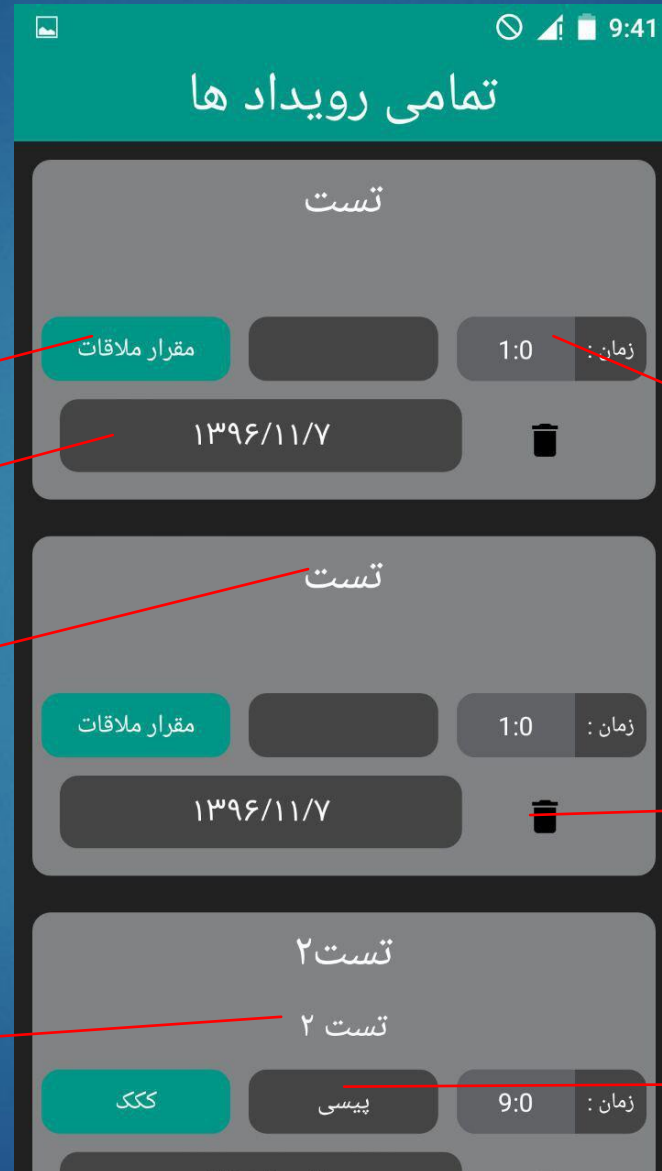 9:41
تمامی رویداد ها
تست
زمان : 1:0 مقرار ملاقات
۱۳۹۶/۱۱/۷
تست
زمان : 1:0 مقرار ملاقات
۱۳۹۶/۱۱/۷
تست۲
تست ۲
زمان : 9:0 پیسی ککک